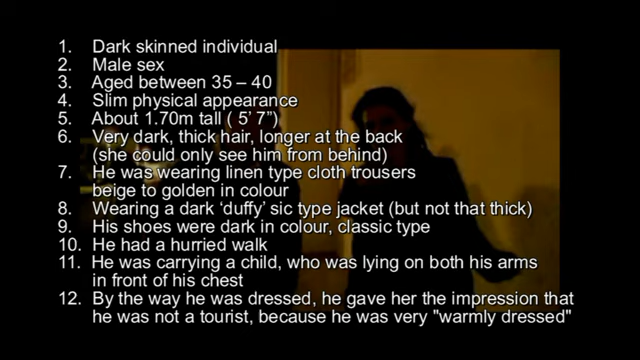 1. Dark skinned individual
2. Male sex
3. Aged between 35 – 40
4. Slim physical appearance
5. About 1.70m tall ( 5' 7")
6. Very dark, thick hair, longer at the back
(she could only see him from behind)
7. He was wearing linen type cloth trousers
beige to golden in colour
8. Wearing a dark 'duffy' sic type jacket (but not that thick)
9. His shoes were dark in colour, classic type
10. He had a hurried walk
11. He was carrying a child, who was lying on both his arms
in front of his chest
12. By the way he was dressed, he gave her the impression that
he was not a tourist, because he was very "warmly dressed"